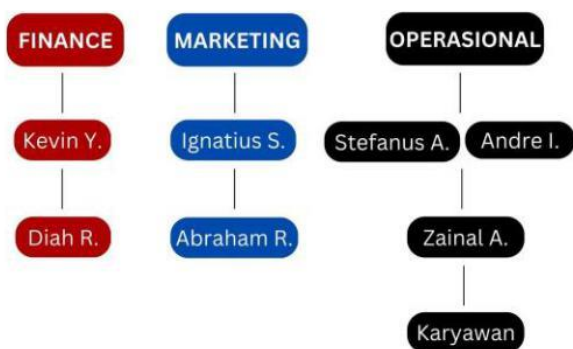 FINANCE
Kevin Y.
Diah R.
MARKETING
Ignatius S.
Abraham R.
OPERASIONAL
Stefanus A.
Andre I.
Zainal A.
Karyawan